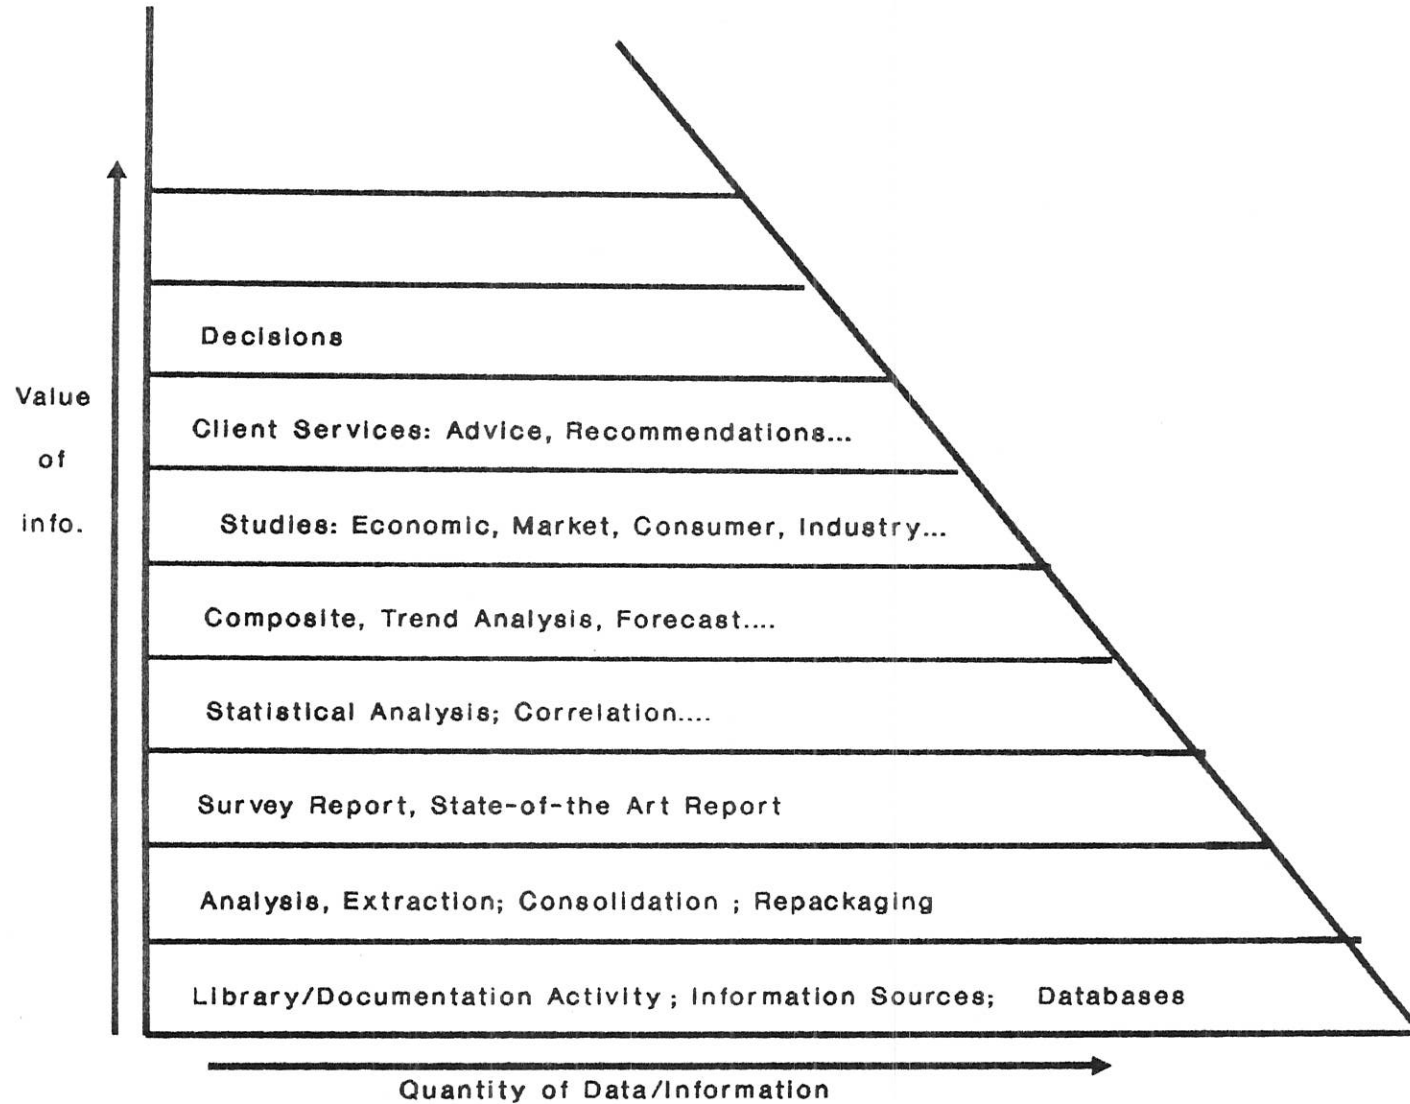 Decisions
Value
of
info.
Client Services: Advice, Recommendations...
Studies: Economic, Market, Consumer, Industry...
Composite, Trend Analysis, Forecast....
Statistical Analysis; Correlation....
Survey Report, State-of-the Art Report
Analysis, Extraction; Consolidation ; Repackaging
Library/Documentation Activity ; Information Sources; Databases
Quantity of Data/Information